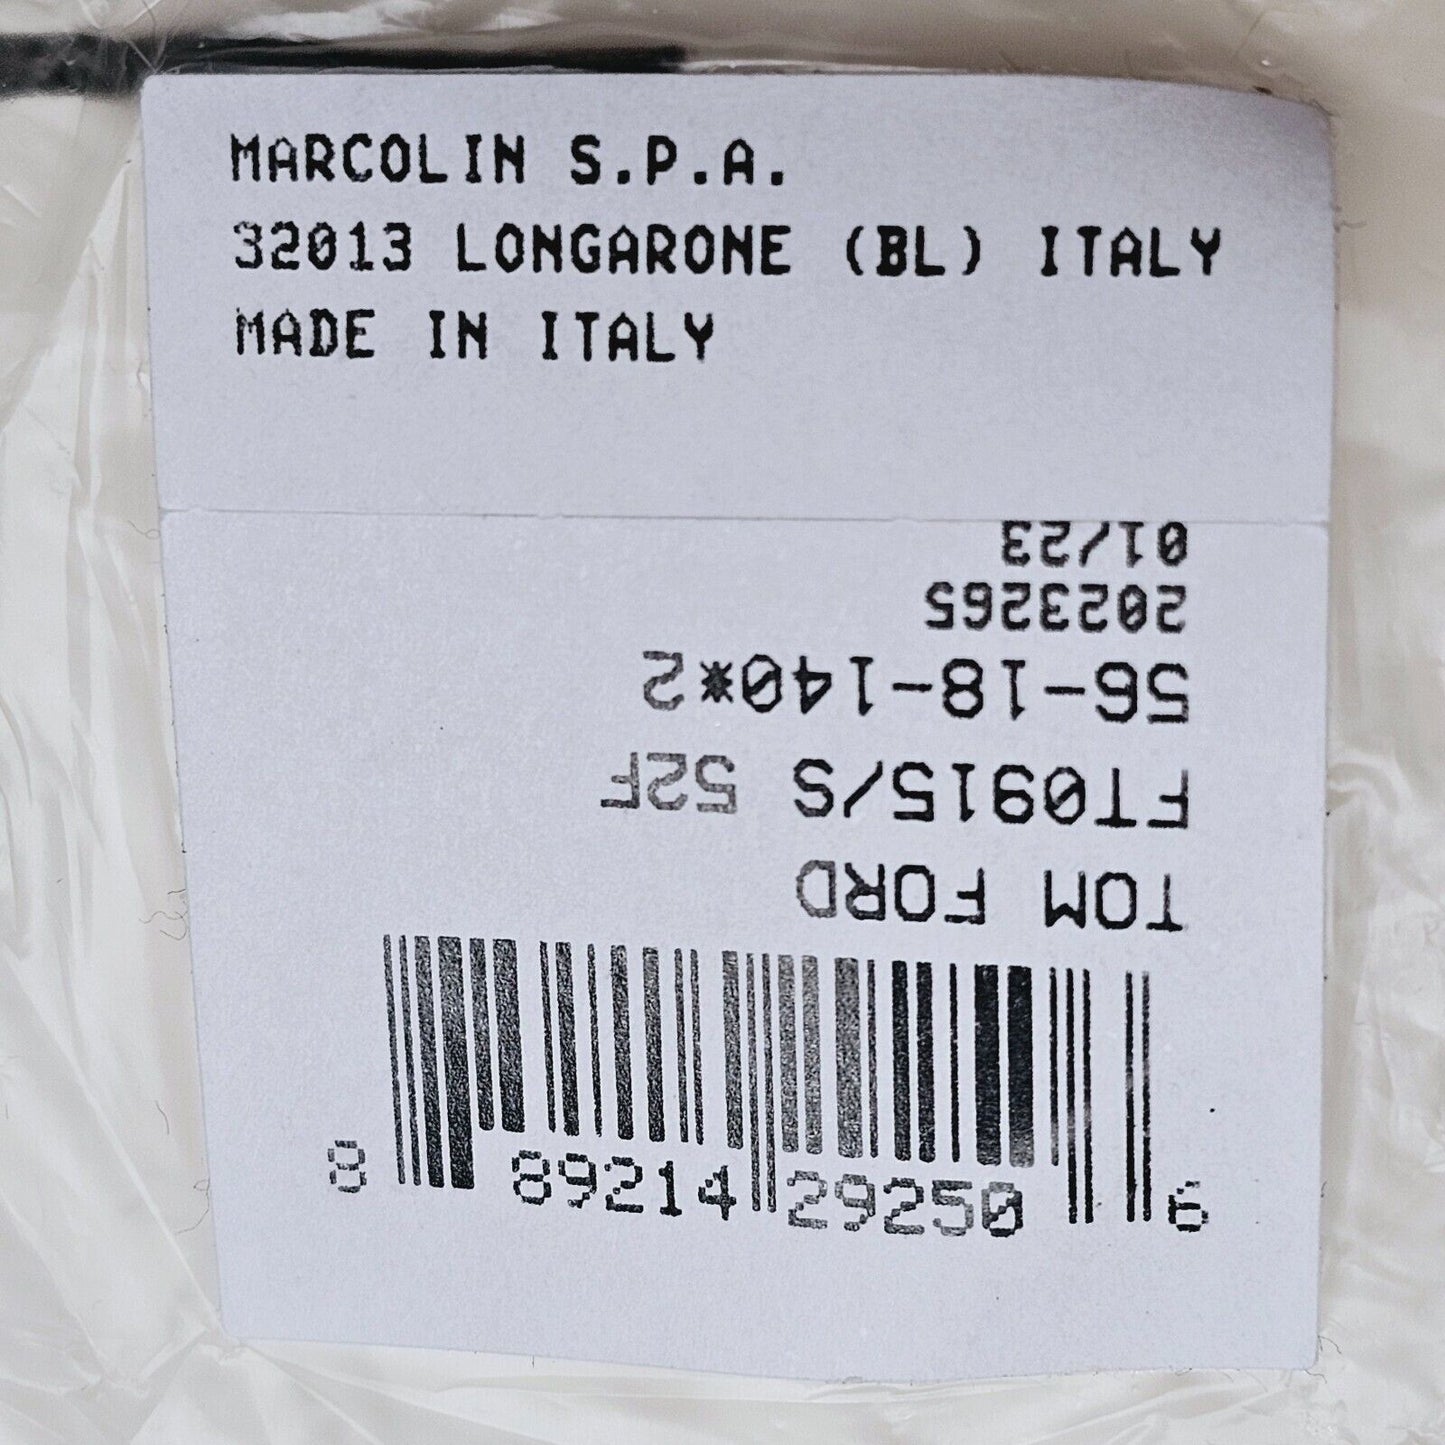 MARCOLIN S.P.A.
32013 LONGARONE (BL) ITALY
MADE IN ITALY
TOM FORD
FT0915/S 52F
56-18-140*2
2023265
01/23
8 89214 29250 6